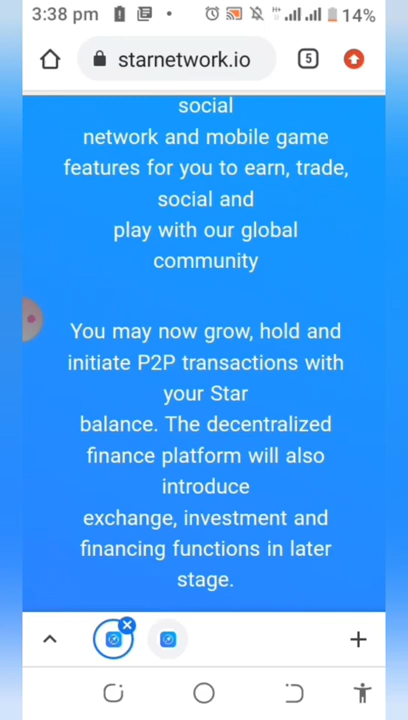 3:38 pm
14%
starnetwork.io
5
social
network and mobile game
features for you to earn, trade,
social and
play with our global
community
You may now grow, hold and
initiate P2P transactions with
your Star
balance. The decentralized
finance platform will also
introduce
exchange, investment and
financing functions in later
stage.